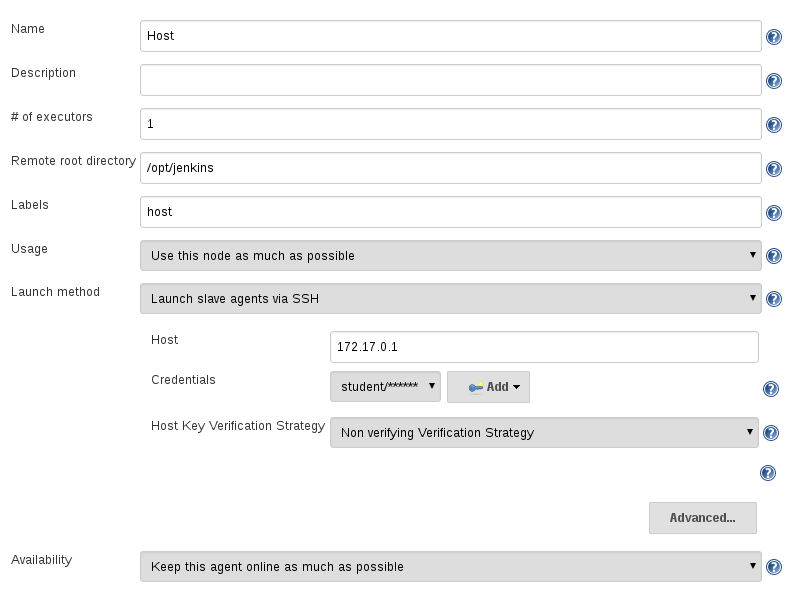 Name
Host
Description
# of executors
1
Remote root directory
/opt/jenkins
Labels
host
Usage
Use this node as much as possible
Launch method
Launch slave agents via SSH
Host
172.17.0.1
Credentials
student/******
Add
Host Key Verification Strategy
Non verifying Verification Strategy
Advanced...
Availability
Keep this agent online as much as possible